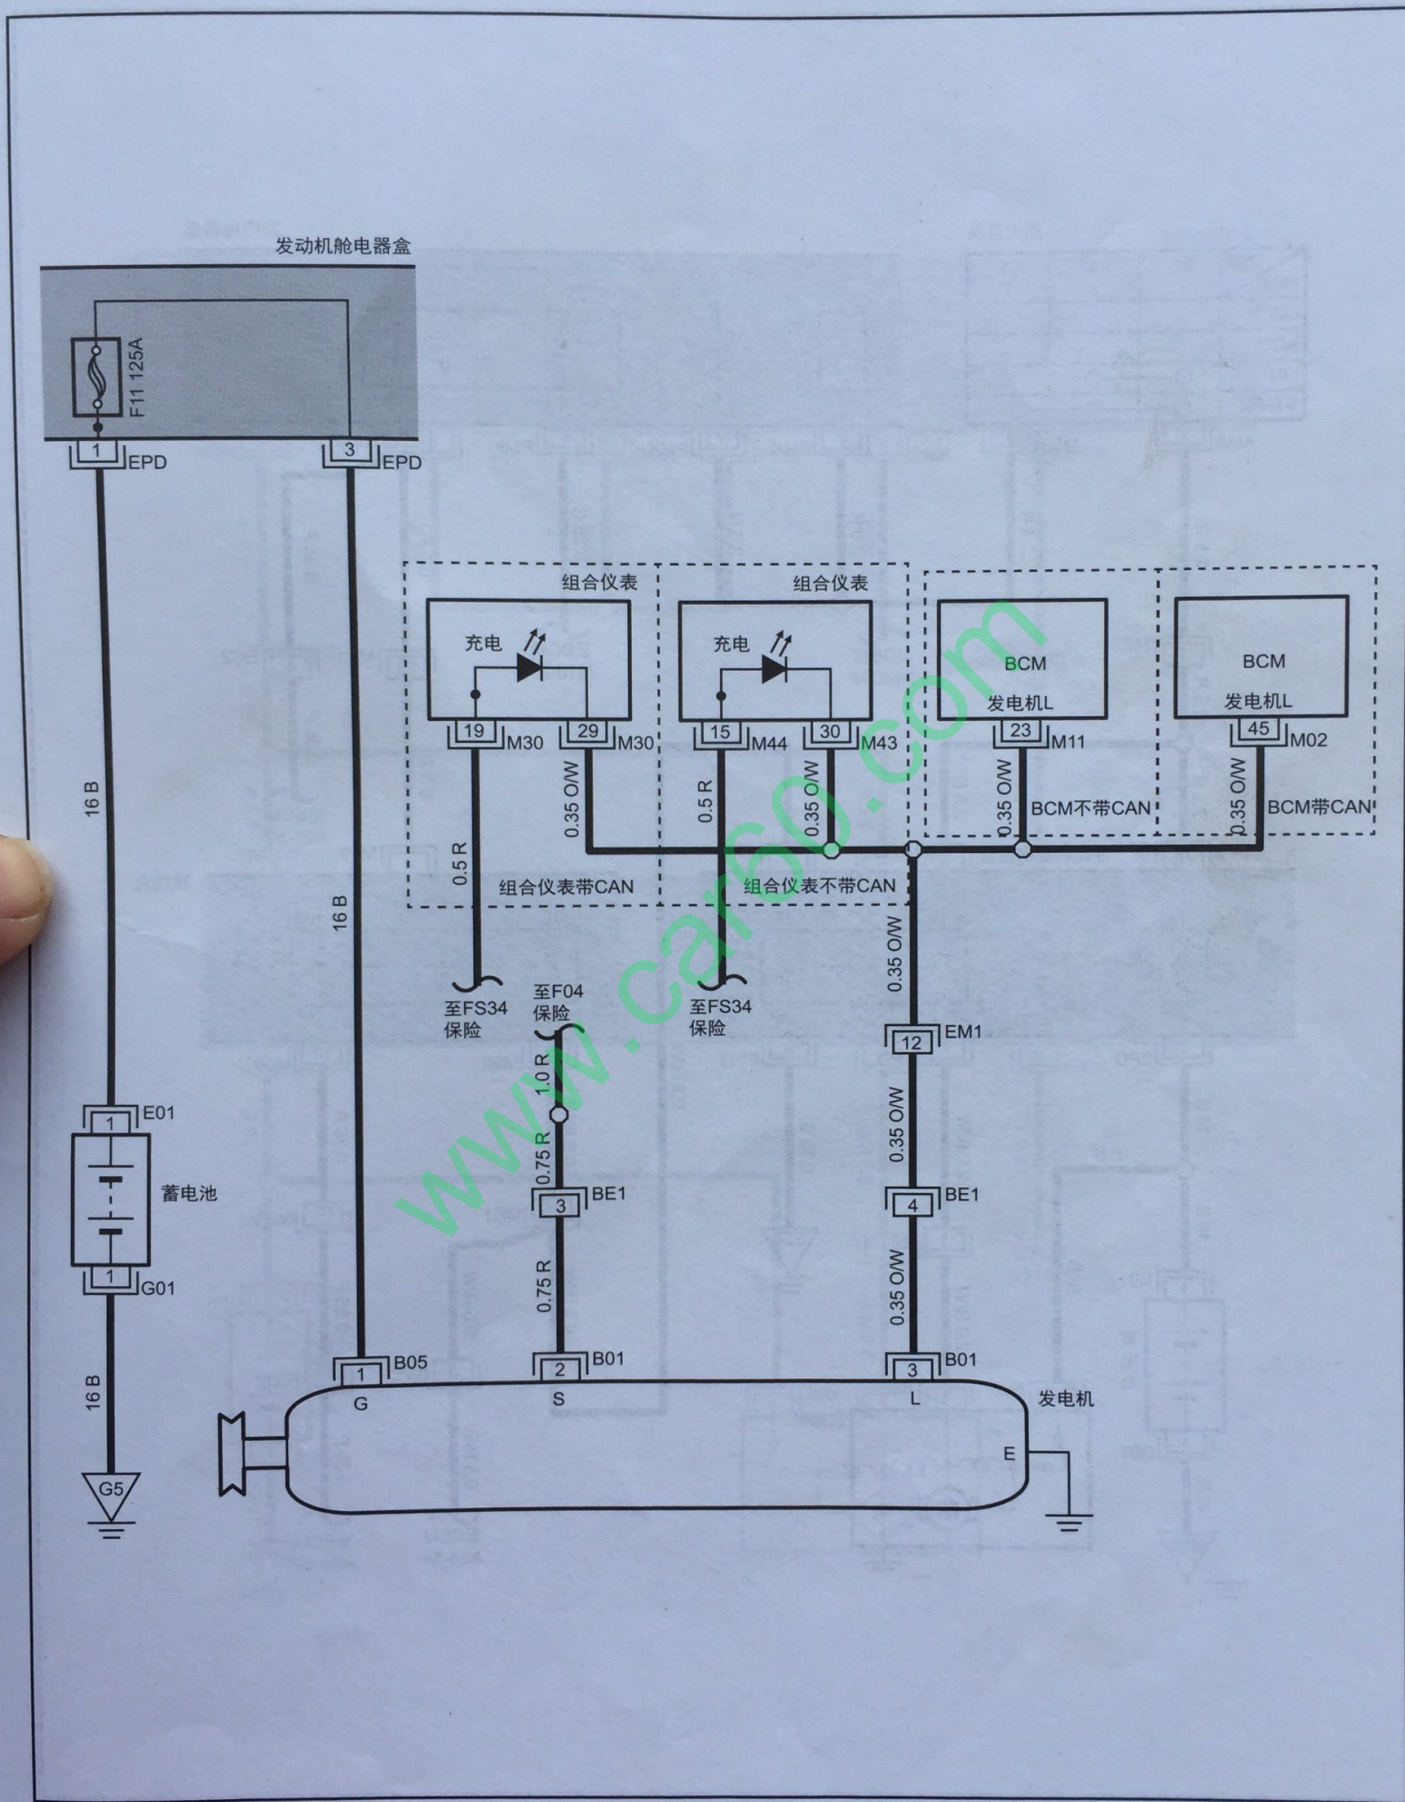 发动机舱电器盒
F11 125A
1
EPD
3
EPD
组合仪表
组合仪表
充电
充电
BCM
发电机L
BCM
发电机L
19
M30
29
M30
15
M44
30
M43
23
M11
45
M02
16 B
0.35 O/W
0.5 R
0.35 O/W
0.35 O/W
0.35 O/W
BCM不带CAN
BCM带CAN
0.5 R
组合仪表带CAN
组合仪表不带CAN
16 B
0.35 O/W
至FS34
保险
至F04
保险
至FS34
保险
EM1
12
1.0 R
E01
1
0.75 R
0.35 O/W
蓄电池
BE1
3
BE1
4
1
G01
0.75 R
0.35 O/W
16 B
B05
1
G
B01
2
S
B01
3
L
发电机
E
G5
www.car60.com